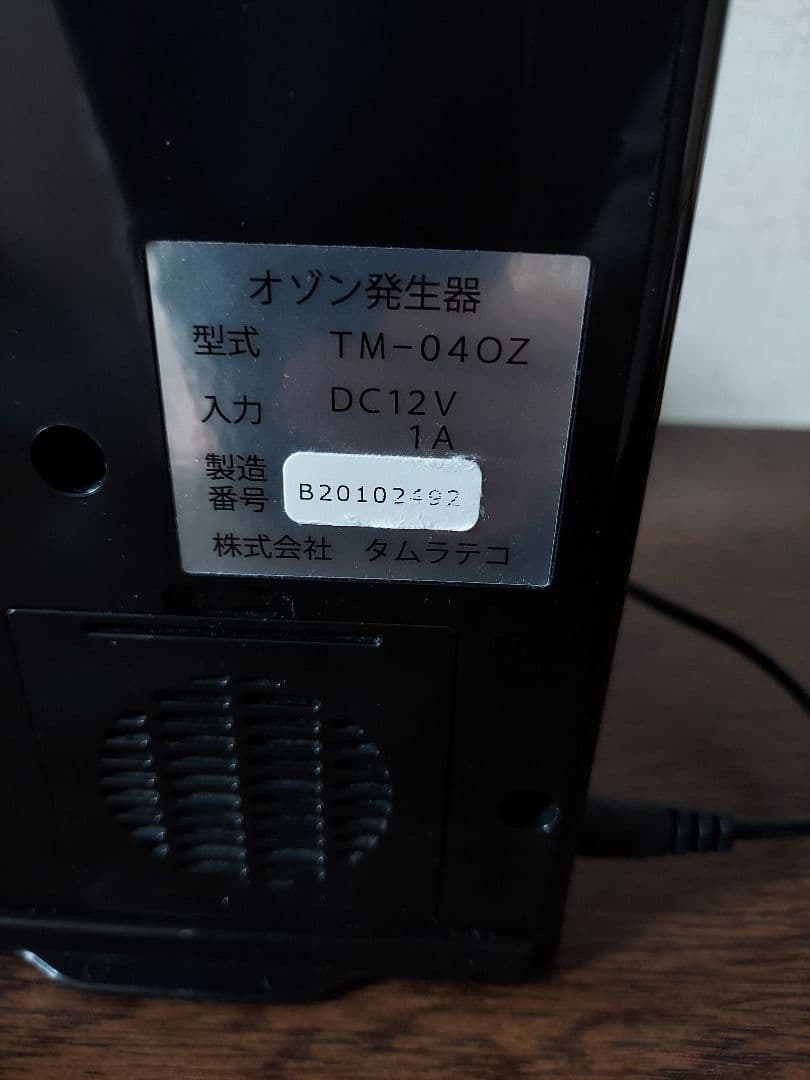 オゾン発生器
型式 TM-04OZ
入力 DC12V
1A
製造
番号 B20102492
株式会社 タムラテコ